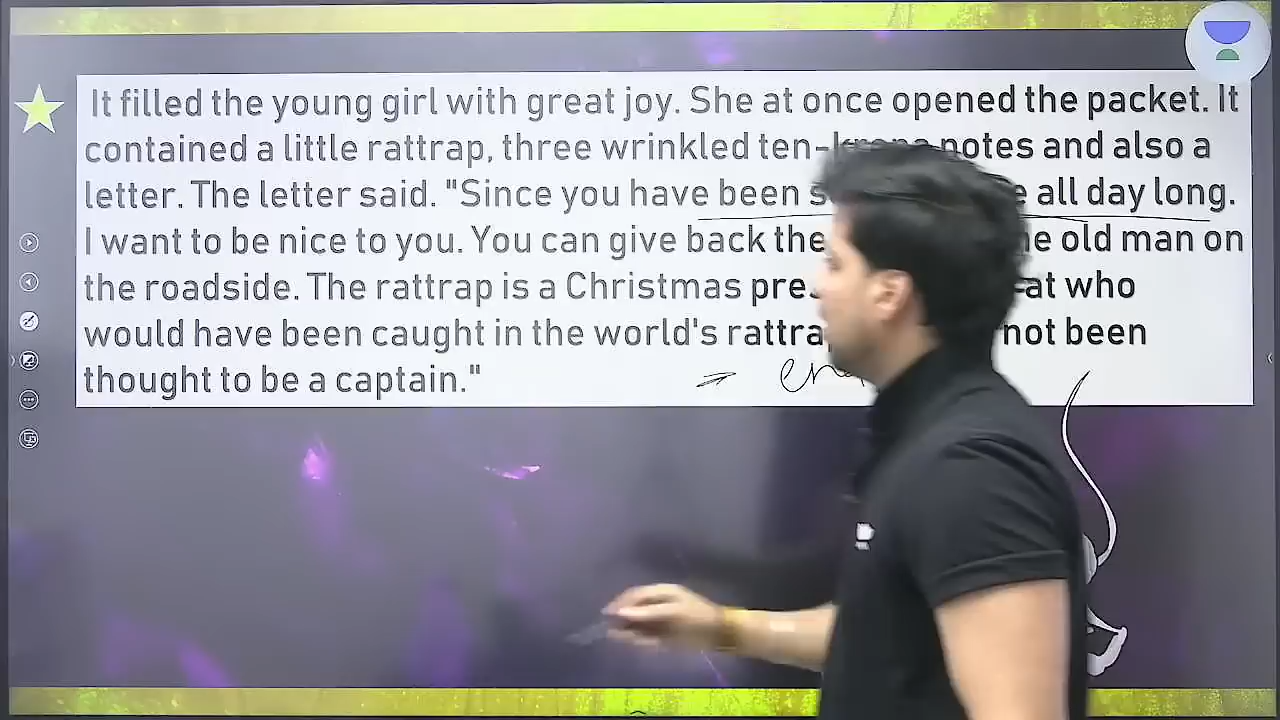 It filled the young girl with great joy. She at once opened the packet. It
contained a little rattrap, three wrinkled ten-krona notes and also a
letter. The letter said. "Since you have been all day long.
I want to be nice to you. You can give back the old man on
the roadside. The rattrap is a Christmas who
would have been caught in the world's not been
thought to be a captain."